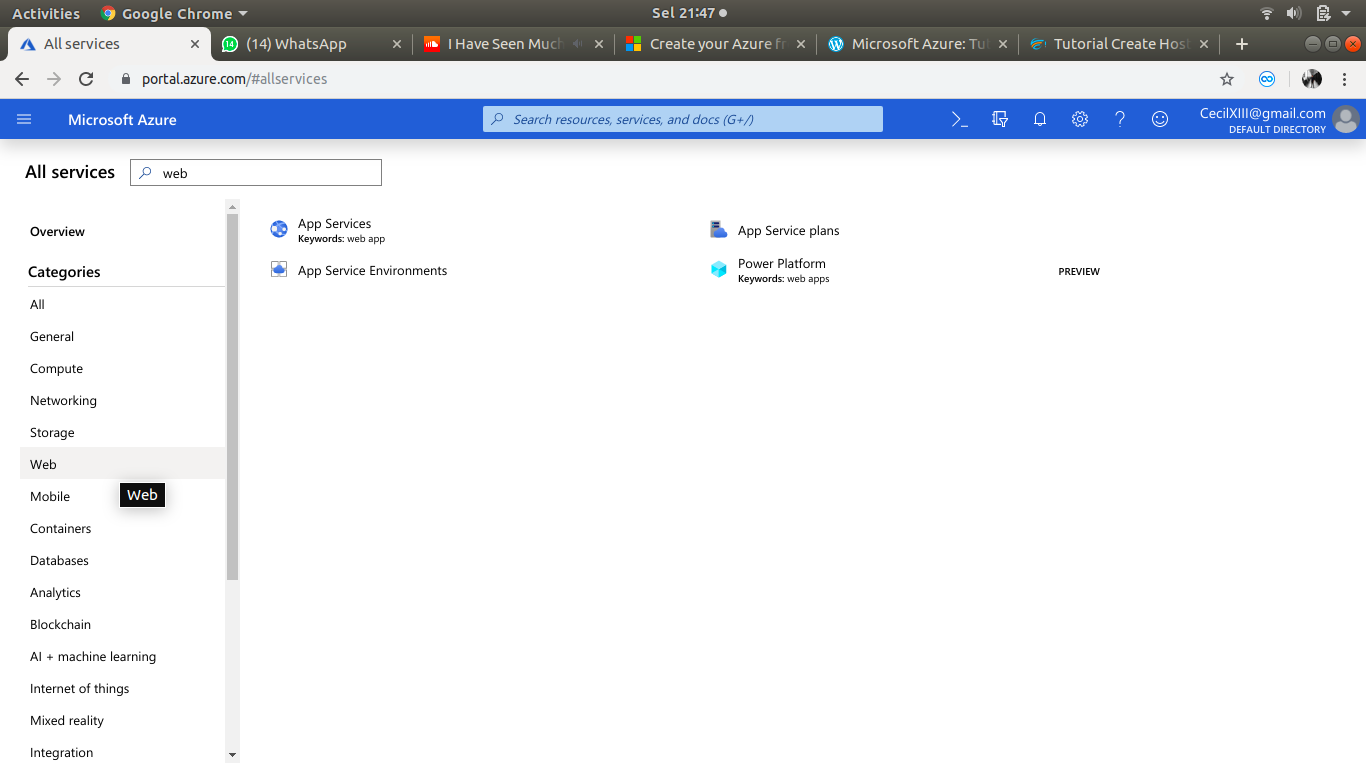 Activities
Google Chrome
Sel 21:47
All services
(14) WhatsApp
I Have Seen Much
Create your Azure fr
Microsoft Azure: Tut
Tutorial Create Host
portal.azure.com/#allservices
Microsoft Azure
Search resources, services, and docs (G+/)
CecilXIII@gmail.com
DEFAULT DIRECTORY
All services
web
Overview
Categories
All
General
Compute
Networking
Storage
Web
Mobile
Web
Containers
Databases
Analytics
Blockchain
AI + machine learning
Internet of things
Mixed reality
Integration
App Services
Keywords: web app
App Service plans
App Service Environments
Power Platform
Keywords: web apps
PREVIEW